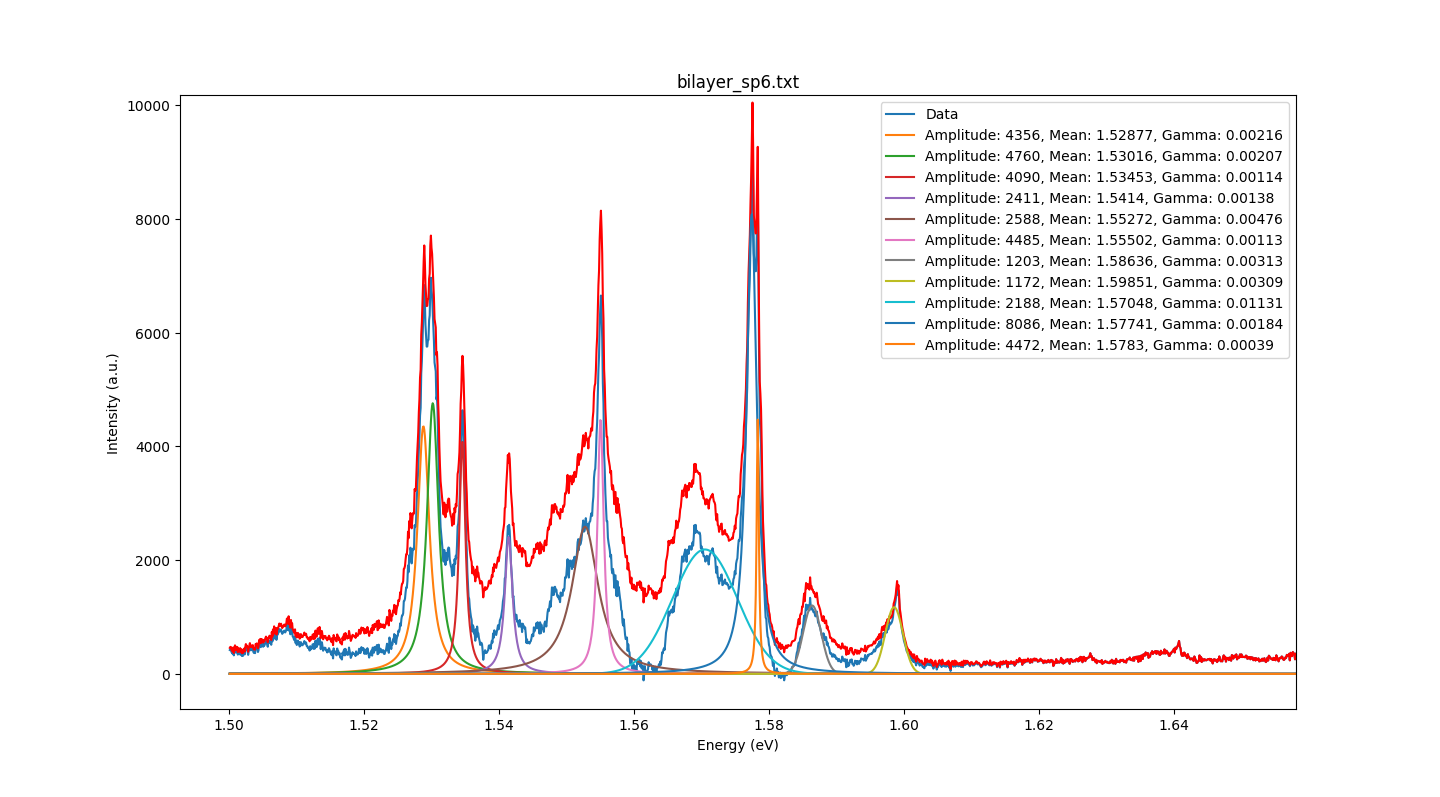 bilayer_sp6.txt
10000
8000
6000
4000
2000
0
Intensity (a.u.)
Data
Amplitude: 4356, Mean: 1.52877, Gamma: 0.00216
Amplitude: 4760, Mean: 1.53016, Gamma: 0.00207
Amplitude: 4090, Mean: 1.53453, Gamma: 0.00114
Amplitude: 2411, Mean: 1.5414, Gamma: 0.00138
Amplitude: 2588, Mean: 1.55272, Gamma: 0.00476
Amplitude: 4485, Mean: 1.55502, Gamma: 0.00113
Amplitude: 1203, Mean: 1.58636, Gamma: 0.00313
Amplitude: 1172, Mean: 1.59851, Gamma: 0.00309
Amplitude: 2188, Mean: 1.57048, Gamma: 0.01131
Amplitude: 8086, Mean: 1.57741, Gamma: 0.00184
Amplitude: 4472, Mean: 1.5783, Gamma: 0.00039
1.50 1.52 1.54 1.56 1.58 1.60 1.62 1.64
Energy (eV)